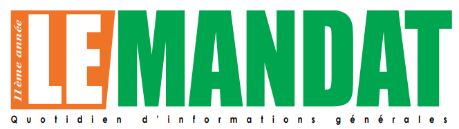 11ème année
LE MANDAT
Quotidien d'informations générales